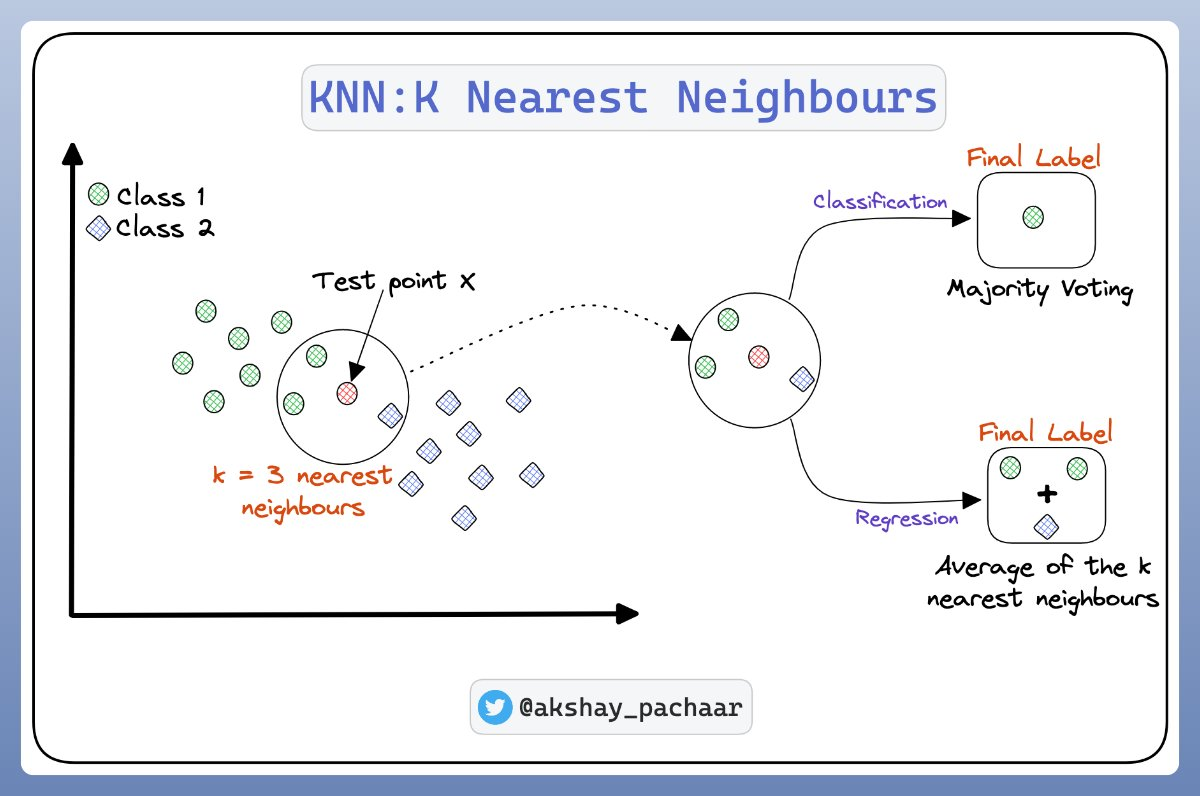 KNN:K Nearest Neighbours
Class 1
Class 2
Test point X
k = 3 nearest
neighbours
Classification
Final Label
Majority Voting
Regression
Final Label
+
Average of the k
nearest neighbours
@akshay_pachaar